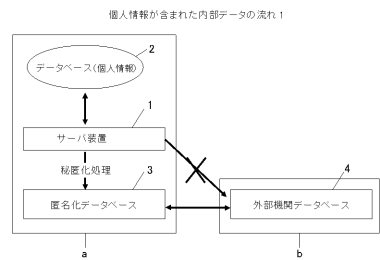 個人情報が含まれた内部データの流れ1
2
データベース(個人情報)
1
サーバ装置
秘匿化処理
3
匿名化データベース
4
外部機関データベース
a
b